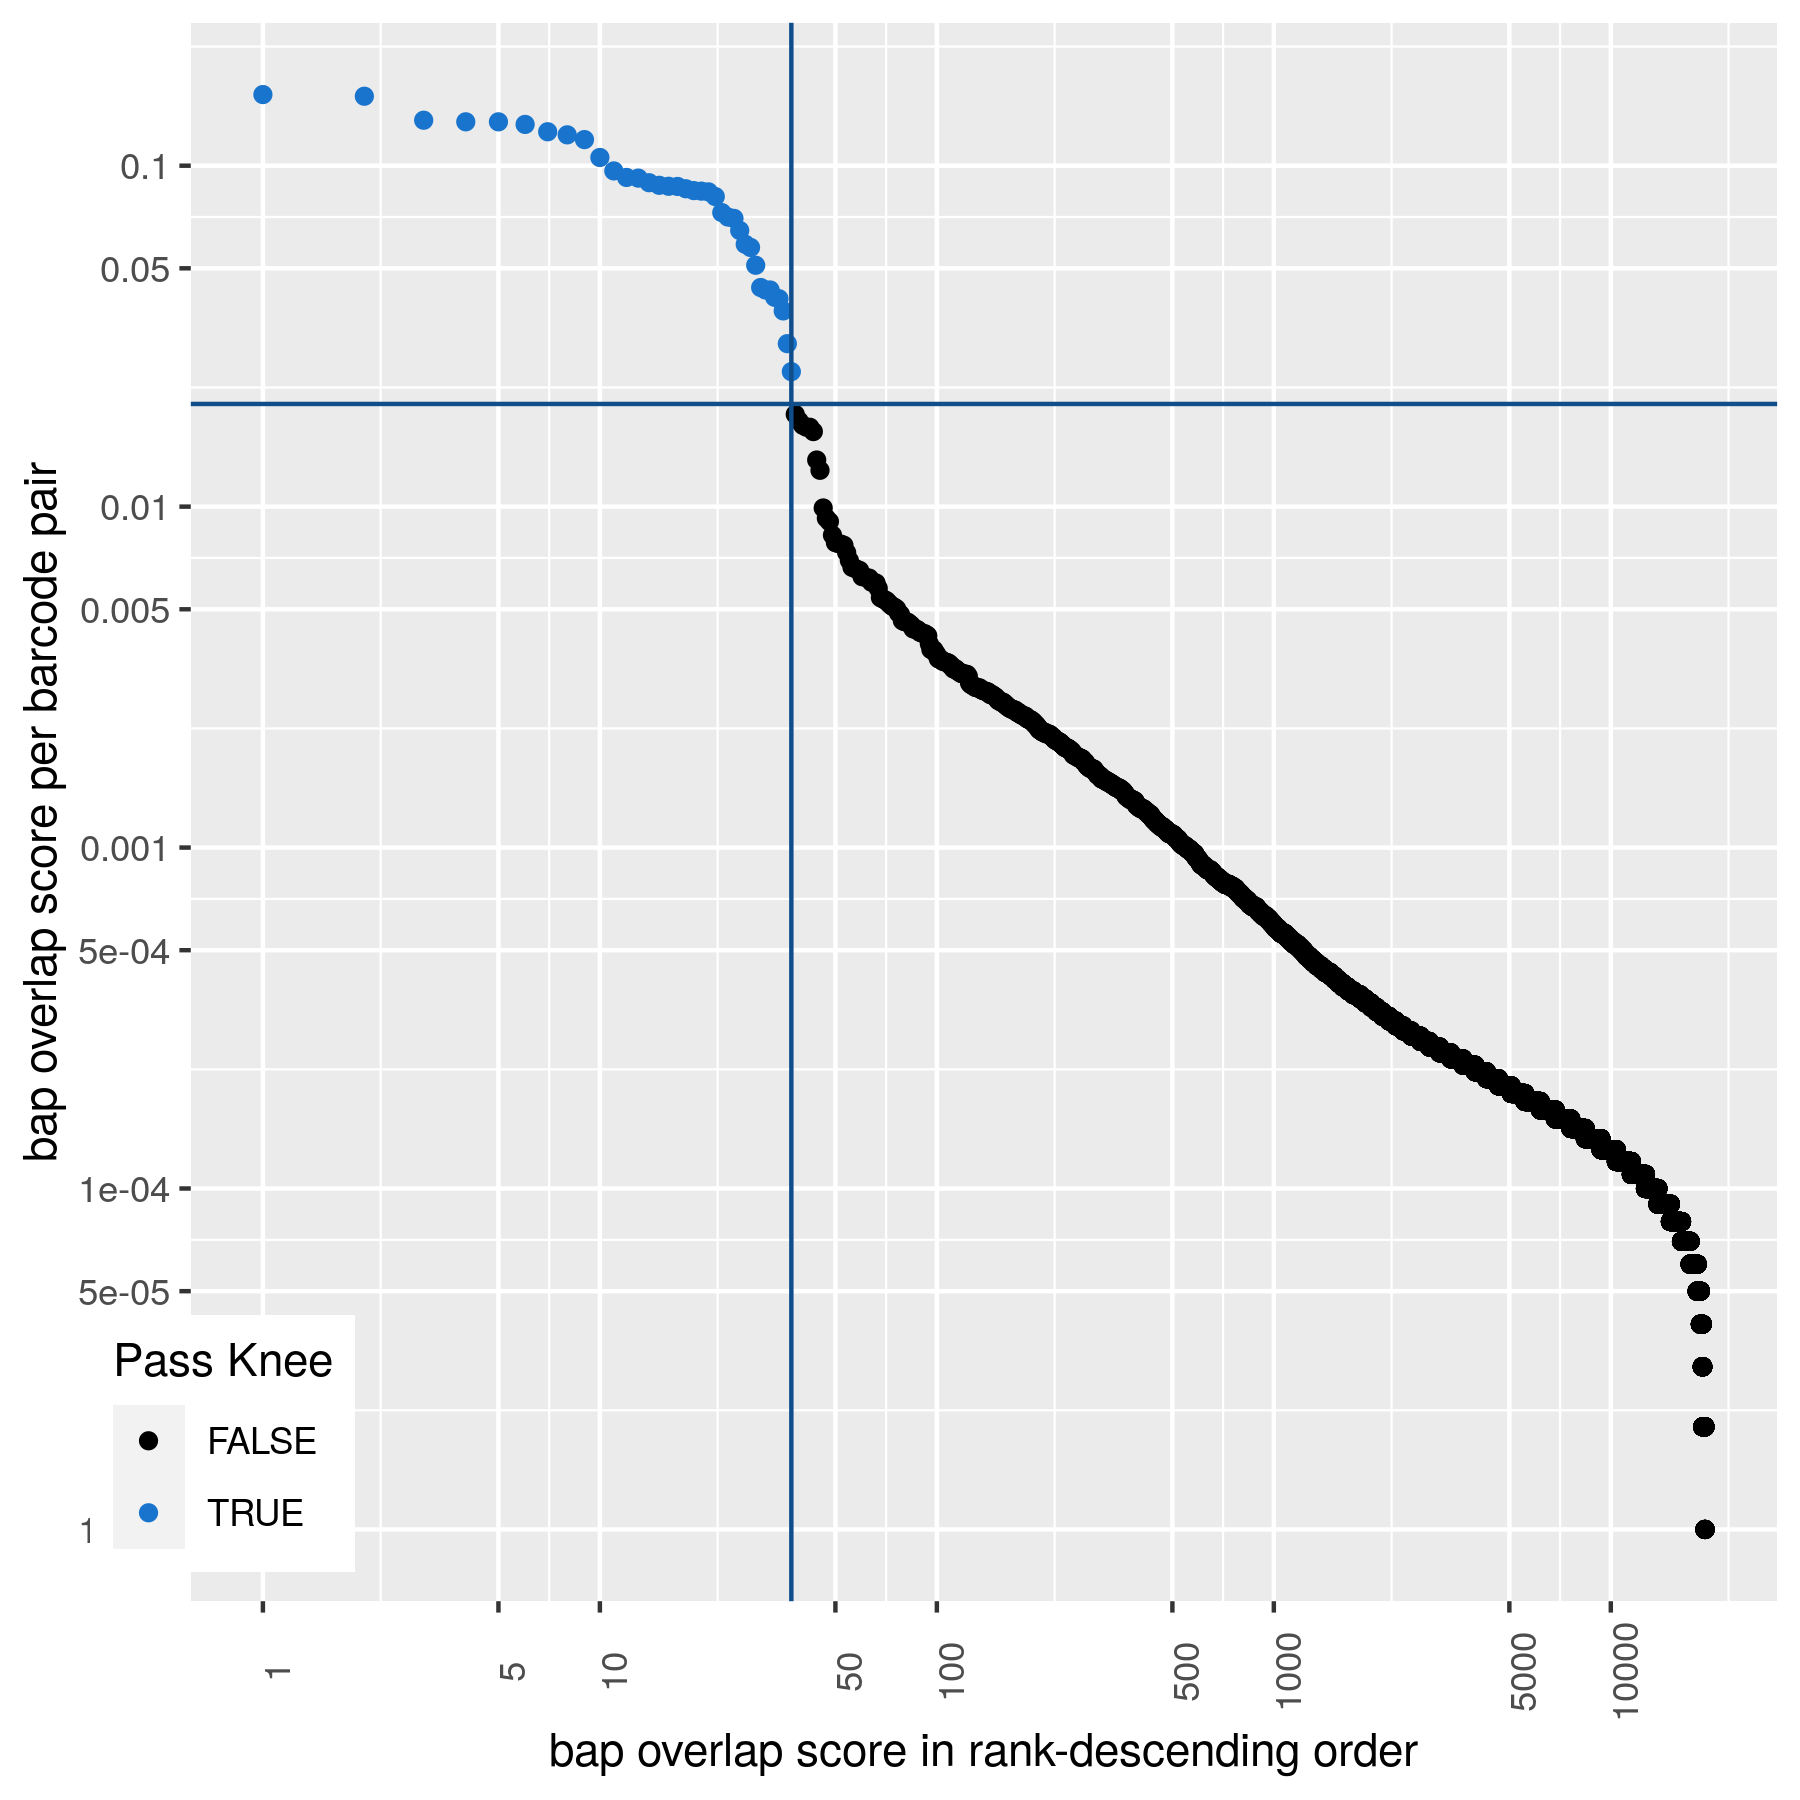 bap overlap score per barcode pair
0.1
0.05
0.01
0.005
0.001
5e-04
1e-04
5e-05
1
Pass Knee
FALSE
TRUE
1
5
10
50
100
500
1000
5000
10000
bap overlap score in rank-descending order